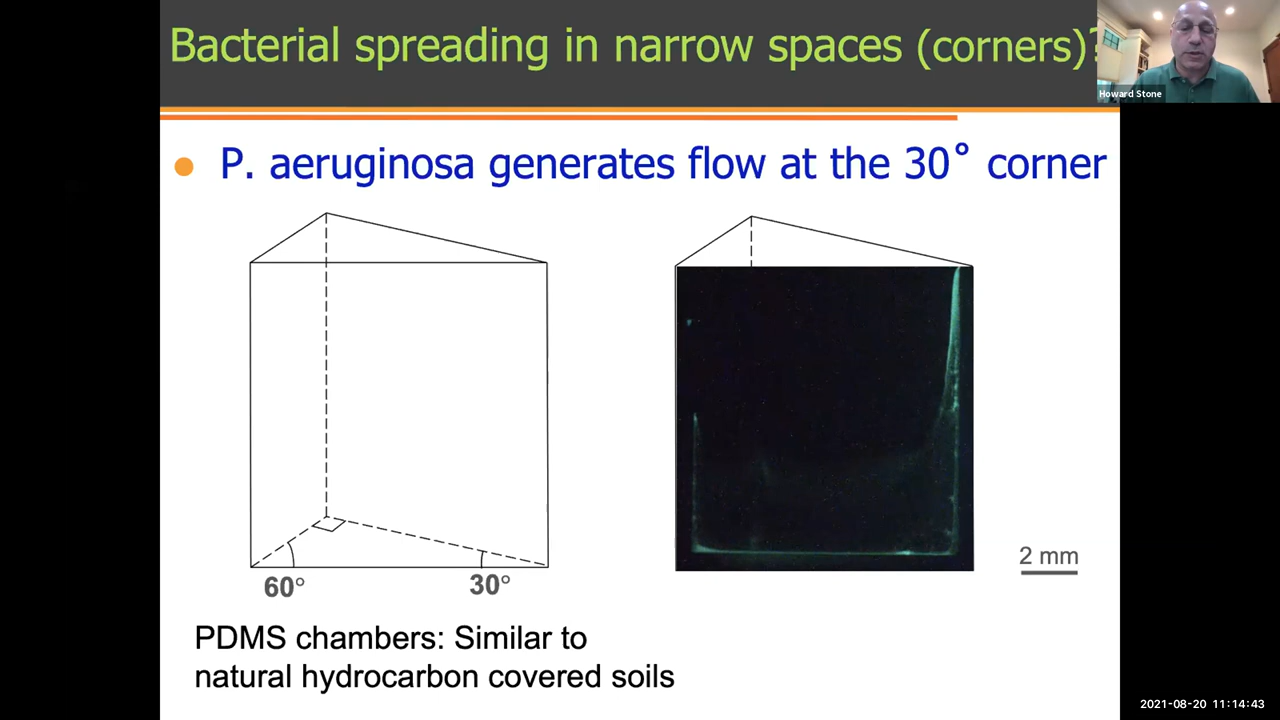 Bacterial spreading in narrow spaces (corners)?
Howard Stone
P. aeruginosa generates flow at the 30° corner
60°
30°
2 mm
PDMS chambers: Similar to
natural hydrocarbon covered soils
2021-08-20 11:14:43